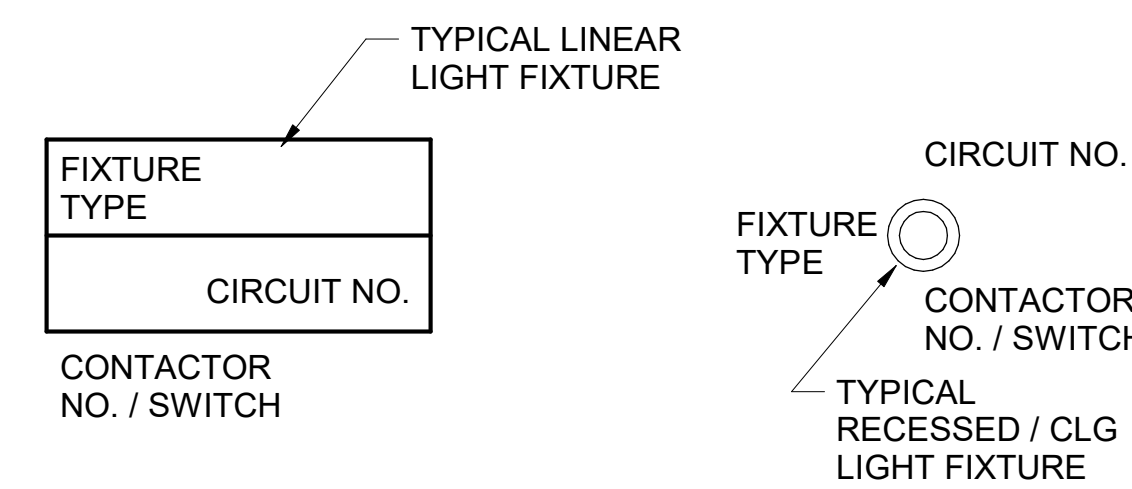 TYPICAL LINEAR
LIGHT FIXTURE
FIXTURE
TYPE
CIRCUIT NO.
CONTACTOR
NO. / SWITCH
CIRCUIT NO.
FIXTURE
TYPE
CONTACTOR
NO. / SWITCH
TYPICAL
RECESSED / CLG
LIGHT FIXTURE